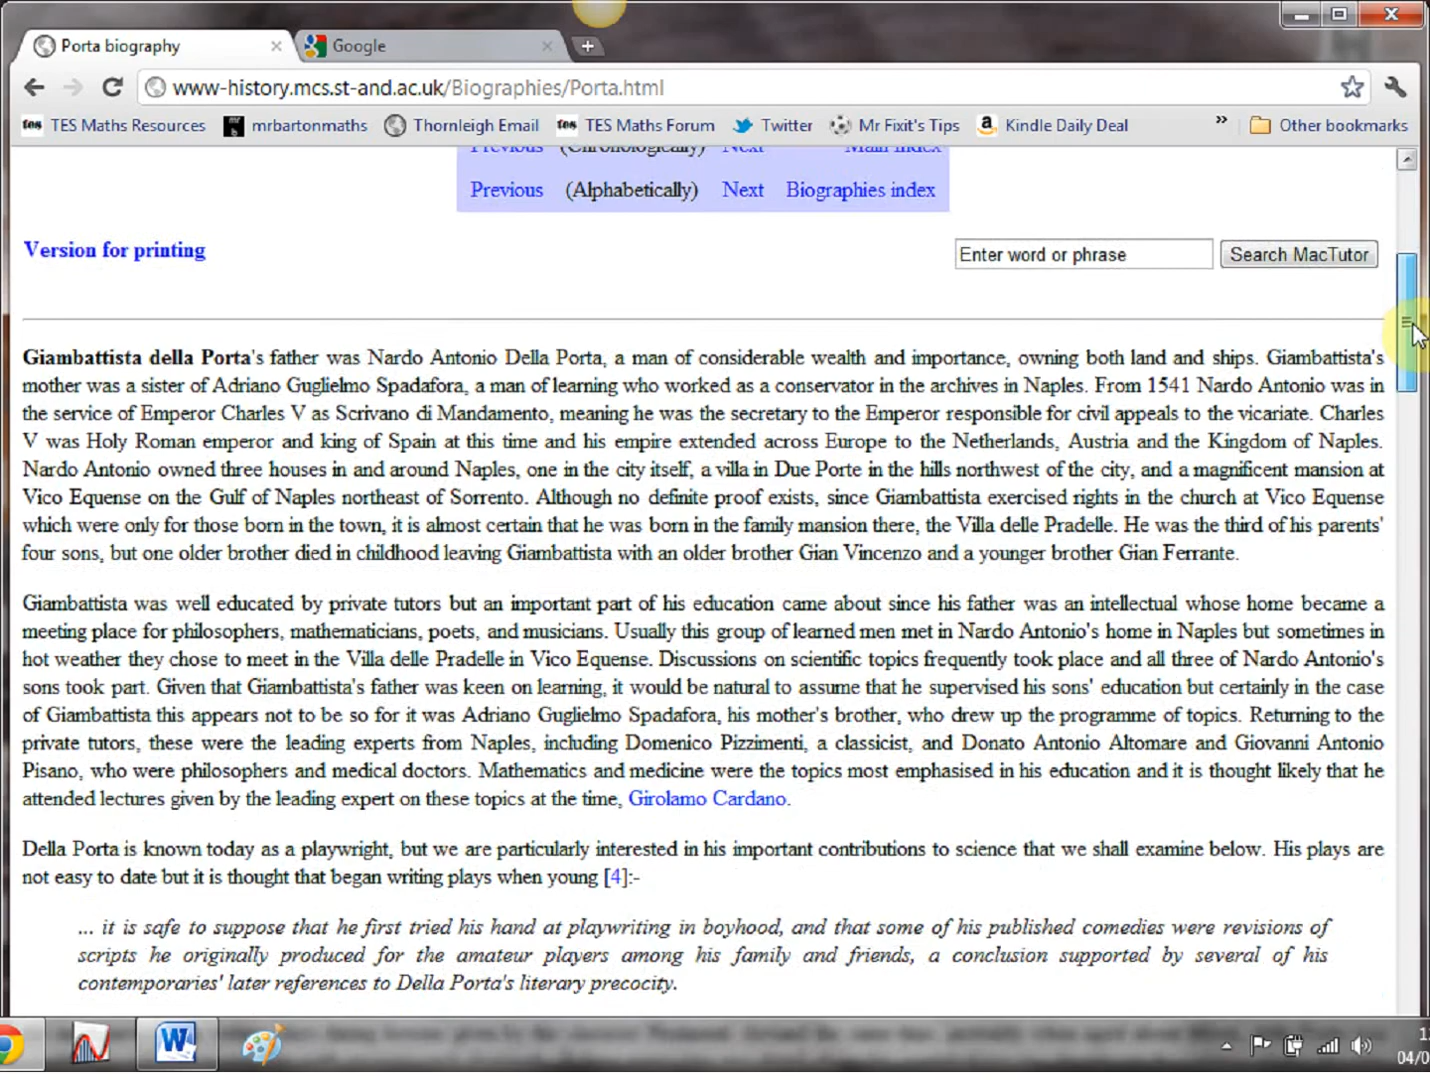 Porta biography
Google
www-history.mcs.st-and.ac.uk/Biographies/Porta.html
tes TES Maths Resources mrbartonmaths Thornleigh Email tes TES Maths Forum Twitter Mr Fixit's Tips a Kindle Daily Deal » Other bookmarks
Previous (Chronologically) Next Main Index
Previous (Alphabetically) Next Biographies index
Version for printing
Enter word or phrase Search MacTutor
Giambattista della Porta's father was Nardo Antonio Della Porta, a man of considerable wealth and importance, owning both land and ships. Giambattista's
mother was a sister of Adriano Guglielmo Spadafora, a man of learning who worked as a conservator in the archives in Naples. From 1541 Nardo Antonio was in
the service of Emperor Charles V as Scrivano di Mandamento, meaning he was the secretary to the Emperor responsible for civil appeals to the vicariate. Charles
V was Holy Roman emperor and king of Spain at this time and his empire extended across Europe to the Netherlands, Austria and the Kingdom of Naples.
Nardo Antonio owned three houses in and around Naples, one in the city itself, a villa in Due Porte in the hills northwest of the city, and a magnificent mansion at
Vico Equense on the Gulf of Naples northeast of Sorrento. Although no definite proof exists, since Giambattista exercised rights in the church at Vico Equense
which were only for those born in the town, it is almost certain that he was born in the family mansion there, the Villa delle Pradelle. He was the third of his parents'
four sons, but one older brother died in childhood leaving Giambattista with an older brother Gian Vincenzo and a younger brother Gian Ferrante.
Giambattista was well educated by private tutors but an important part of his education came about since his father was an intellectual whose home became a
meeting place for philosophers, mathematicians, poets, and musicians. Usually this group of learned men met in Nardo Antonio's home in Naples but sometimes in
hot weather they chose to meet in the Villa delle Pradelle in Vico Equense. Discussions on scientific topics frequently took place and all three of Nardo Antonio's
sons took part. Given that Giambattista's father was keen on learning, it would be natural to assume that he supervised his sons' education but certainly in the case
of Giambattista this appears not to be so for it was Adriano Guglielmo Spadafora, his mother's brother, who drew up the programme of topics. Returning to the
private tutors, these were the leading experts from Naples, including Domenico Pizzimenti, a classicist, and Donato Antonio Altomare and Giovanni Antonio
Pisano, who were philosophers and medical doctors. Mathematics and medicine were the topics most emphasised in his education and it is thought likely that he
attended lectures given by the leading expert on these topics at the time, Girolamo Cardano.
Della Porta is known today as a playwright, but we are particularly interested in his important contributions to science that we shall examine below. His plays are
not easy to date but it is thought that began writing plays when young [4]:-
... it is safe to suppose that he first tried his hand at playwriting in boyhood, and that some of his published comedies were revisions of
scripts he originally produced for the amateur players among his family and friends, a conclusion supported by several of his
contemporaries' later references to Della Porta's literary precocity.
W
04/0